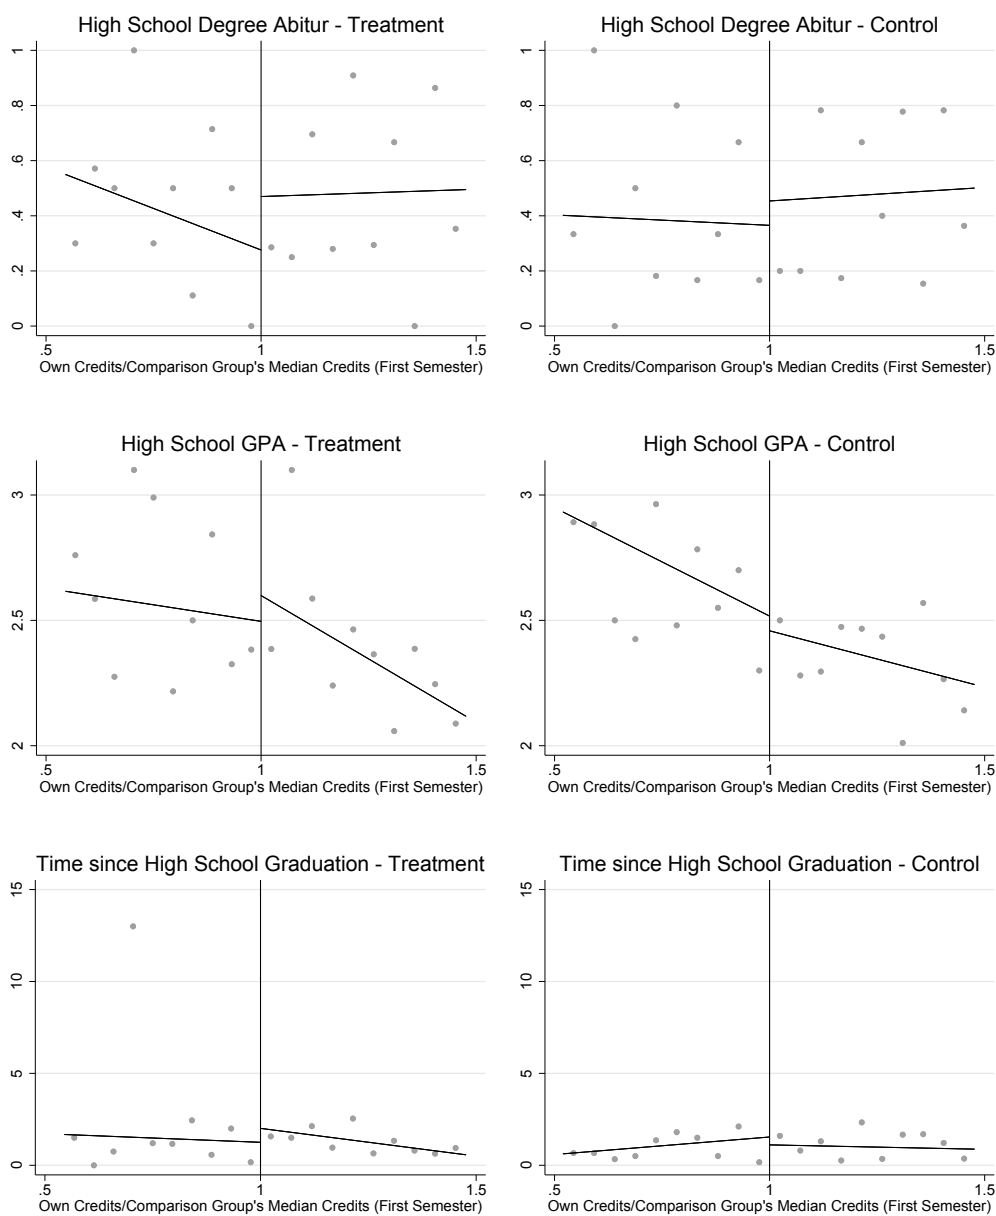 High School Degree Abitur - Treatment
1
.8
.6
.4
.2
0
.5 1 1.5
Own Credits/Comparison Group's Median Credits (First Semester)
High School Degree Abitur - Control
1
.8
.6
.4
.2
0
.5 1 1.5
Own Credits/Comparison Group's Median Credits (First Semester)
High School GPA - Treatment
3
2.5
2
.5 1 1.5
Own Credits/Comparison Group's Median Credits (First Semester)
High School GPA - Control
3
2.5
2
.5 1 1.5
Own Credits/Comparison Group's Median Credits (First Semester)
Time since High School Graduation - Treatment
15
10
5
0
.5 1 1.5
Own Credits/Comparison Group's Median Credits (First Semester)
Time since High School Graduation - Control
15
10
5
0
.5 1 1.5
Own Credits/Comparison Group's Median Credits (First Semester)